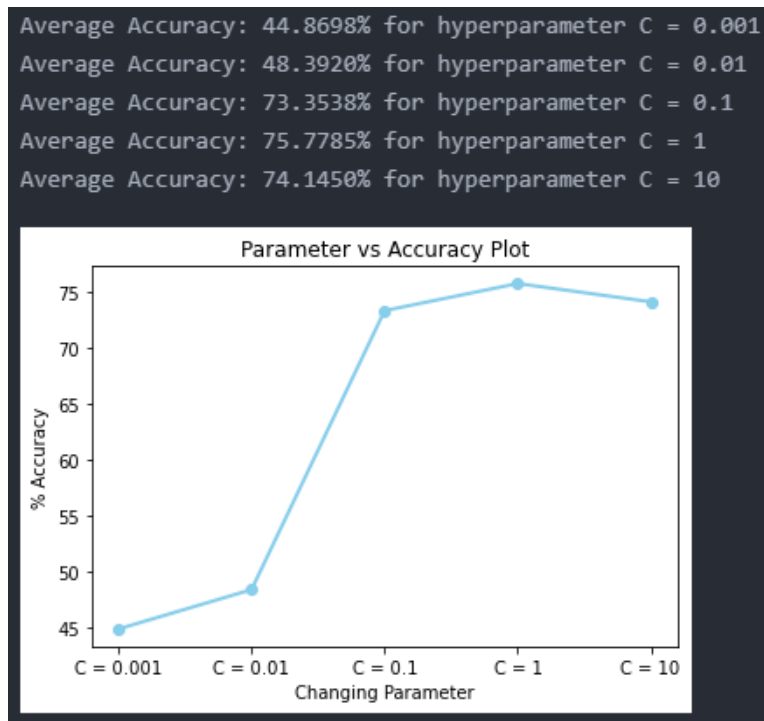 Average Accuracy: 44.8698% for hyperparameter C = 0.001
Average Accuracy: 48.3920% for hyperparameter C = 0.01
Average Accuracy: 73.3538% for hyperparameter C = 0.1
Average Accuracy: 75.7785% for hyperparameter C = 1
Average Accuracy: 74.1450% for hyperparameter C = 10
Parameter vs Accuracy Plot
% Accuracy
75
70
65
60
55
50
45
C = 0.001 C = 0.01 C = 0.1 C = 1 C = 10
Changing Parameter